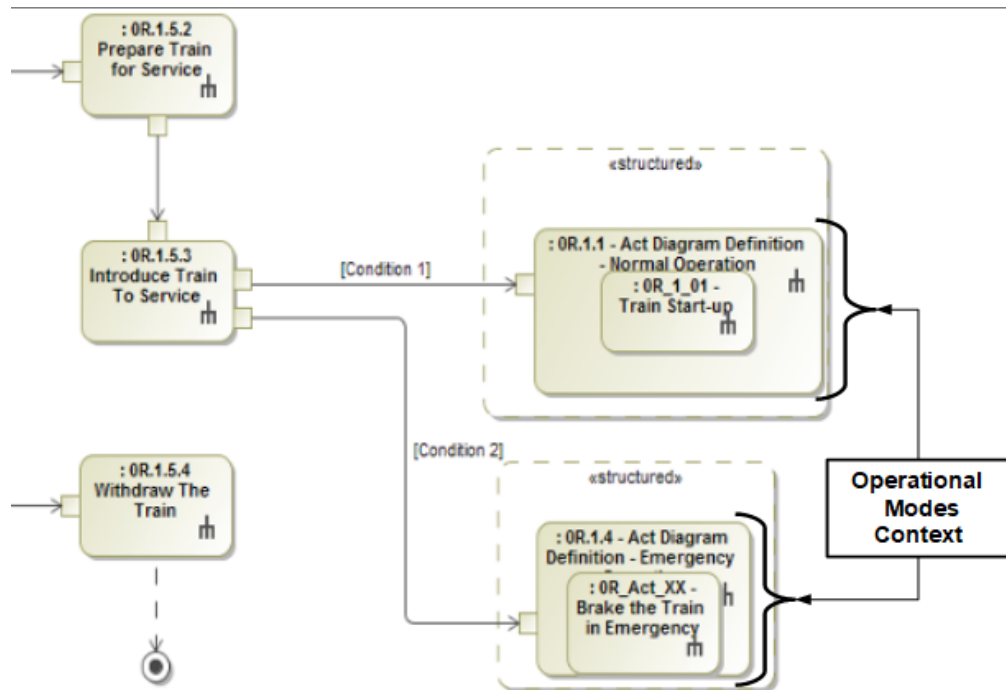 : 0R.1.5.2
Prepare Train
for Service
: 0R.1.5.3
Introduce Train
To Service
[Condition 1]
«structured»
: 0R.1.1 - Act Diagram Definition
- Normal Operation
: 0R_1_01 -
Train Start-up
[Condition 2]
: 0R.1.5.4
Withdraw The
Train
«structured»
: 0R.1.4 - Act Diagram
Definition - Emergency
: 0R_Act_XX -
Brake the Train
in Emergency
Operational
Modes
Context